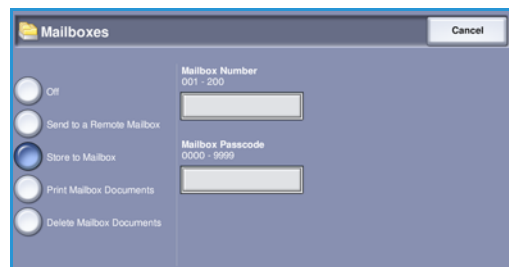 Mailboxes
Cancel
Off
Send to a Remote Mailbox
Store to Mailbox
Print Mailbox Documents
Delete Mailbox Documents
Mailbox Number
001 - 200
Mailbox Passcode
0000 - 9999